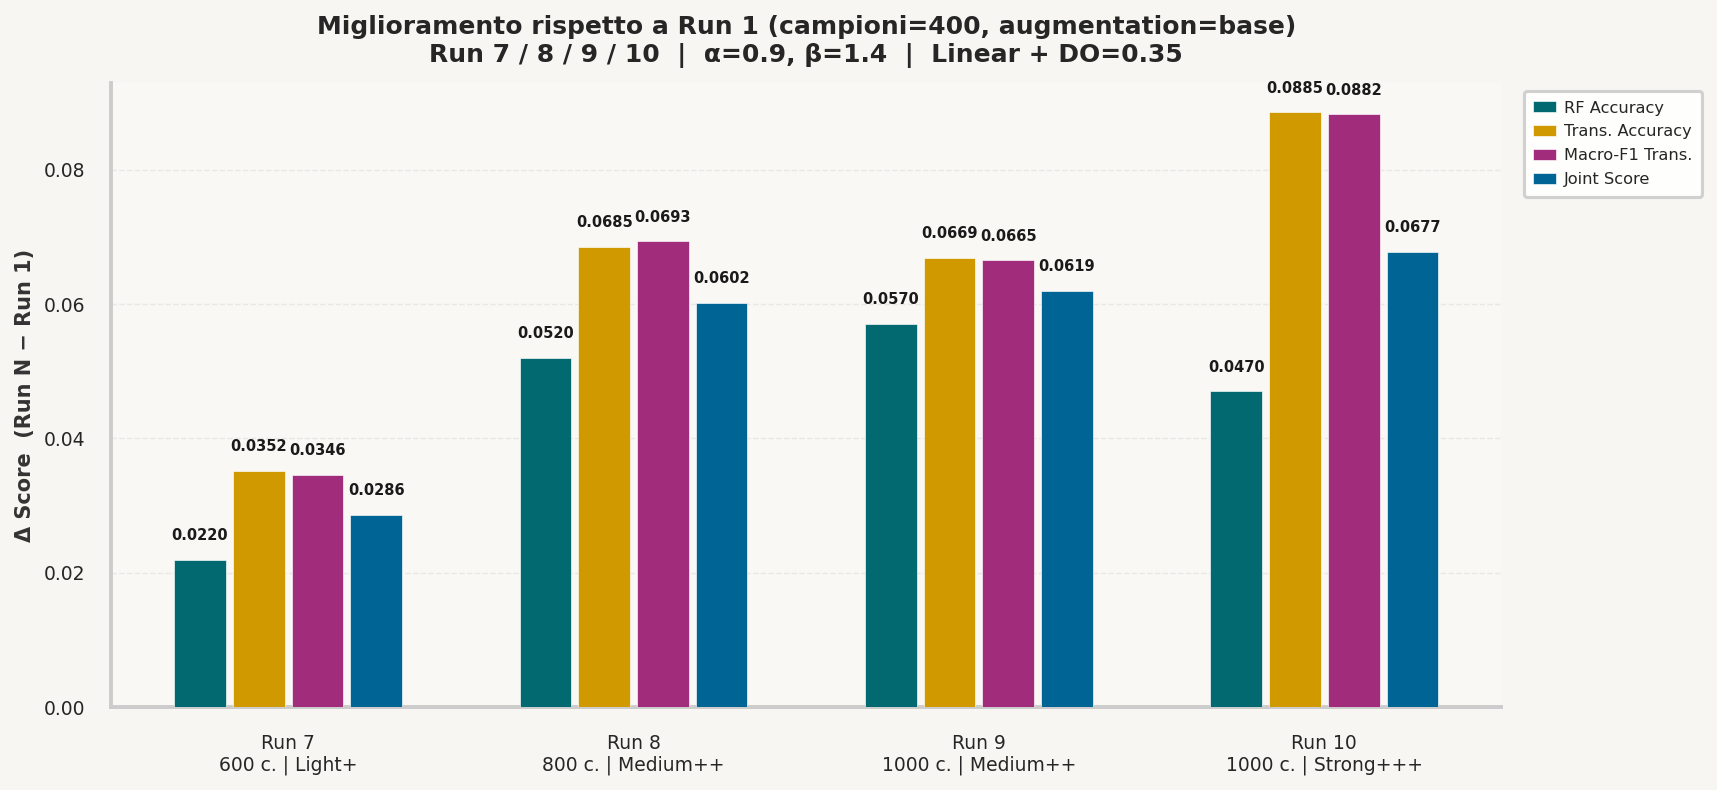 Miglioramento rispetto a Run 1 (campioni=400, augmentation=base)
Run 7 / 8 / 9 / 10 | α=0.9, β=1.4 | Linear + DO=0.35
RF Accuracy
Trans. Accuracy
Macro-F1 Trans.
Joint Score
Δ Score (Run N − Run 1)
0.08
0.06
0.04
0.02
0.00
0.0220
0.0352
0.0346
0.0286
0.0520
0.0685
0.0693
0.0602
0.0570
0.0669
0.0665
0.0619
0.0470
0.0885
0.0882
0.0677
Run 7
600 c. | Light+
Run 8
800 c. | Medium++
Run 9
1000 c. | Medium++
Run 10
1000 c. | Strong+++